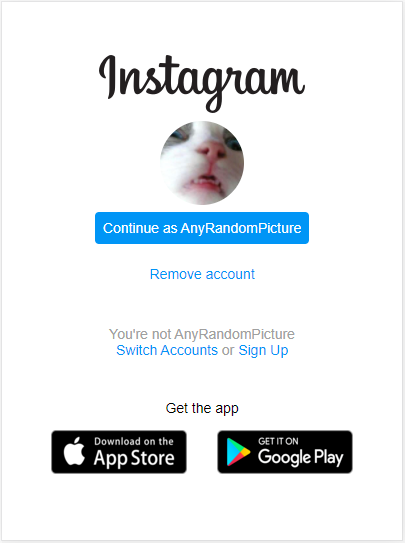 Instagram
Continue as AnyRandomPicture
Remove account
You're not AnyRandomPicture
Switch Accounts or Sign Up
Get the app
Download on the
App Store
GET IT ON
Google Play